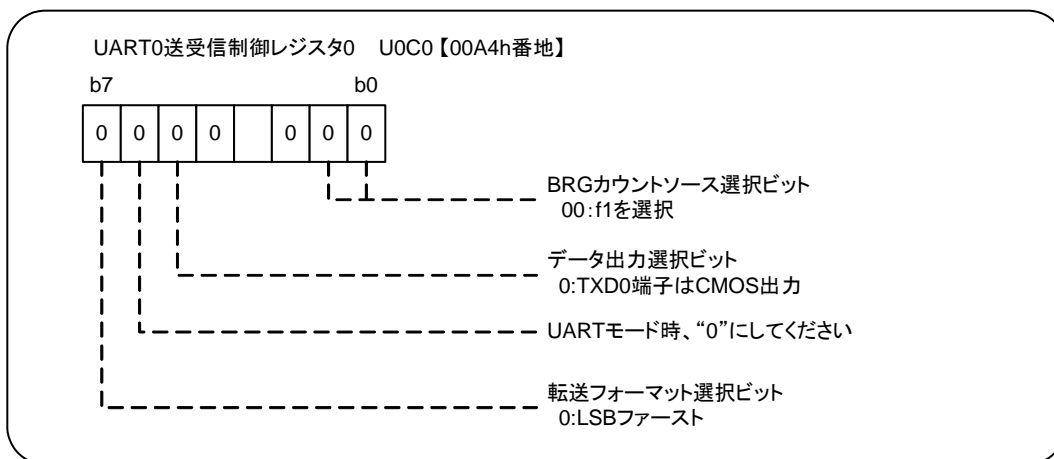 UART0送受信制御レジスタ0 U0C0【00A4h番地】
b7 b0
0 0 0 0 0 0 0
BRGカウントソース選択ビット
00:f1を選択
データ出力選択ビット
0:TXD0端子はCMOS出力
UARTモード時、“0”にしてください
転送フォーマット選択ビット
0:LSBファースト